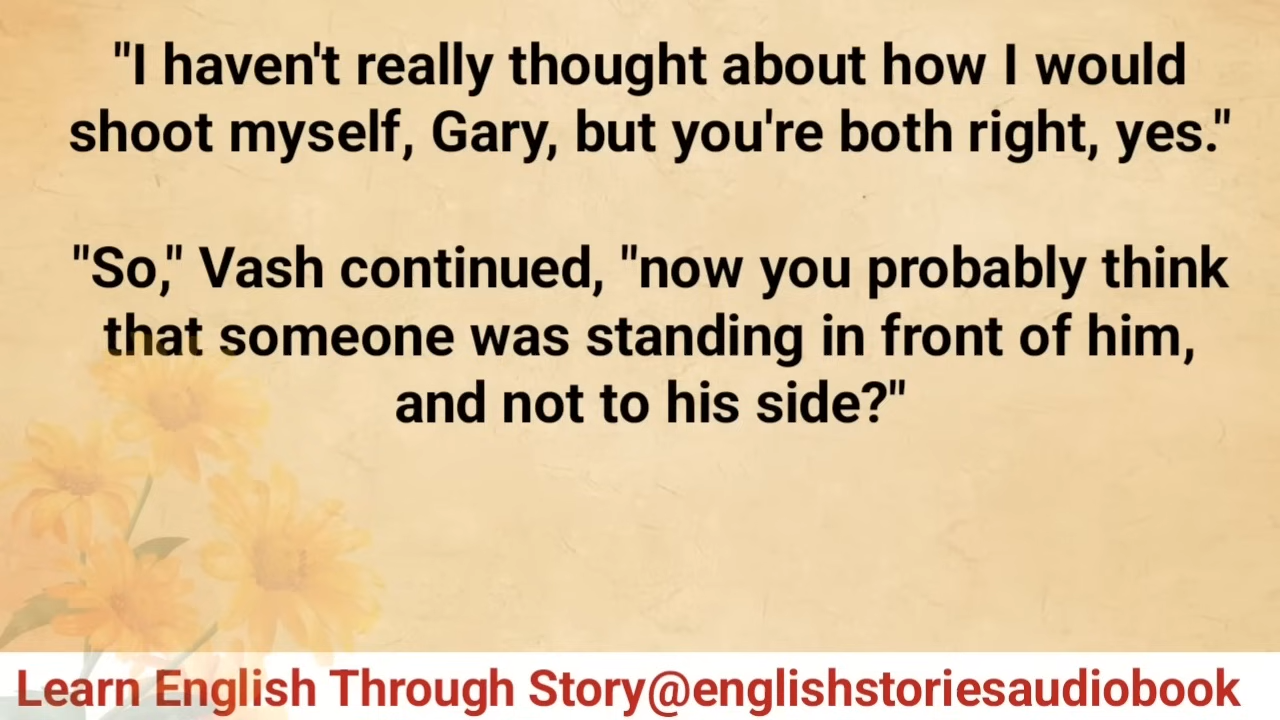 "I haven't really thought about how I would
shoot myself, Gary, but you're both right, yes."
"So," Vash continued, "now you probably think
that someone was standing in front of him,
and not to his side?"
Learn English Through Story@englishstoriesaudiobook